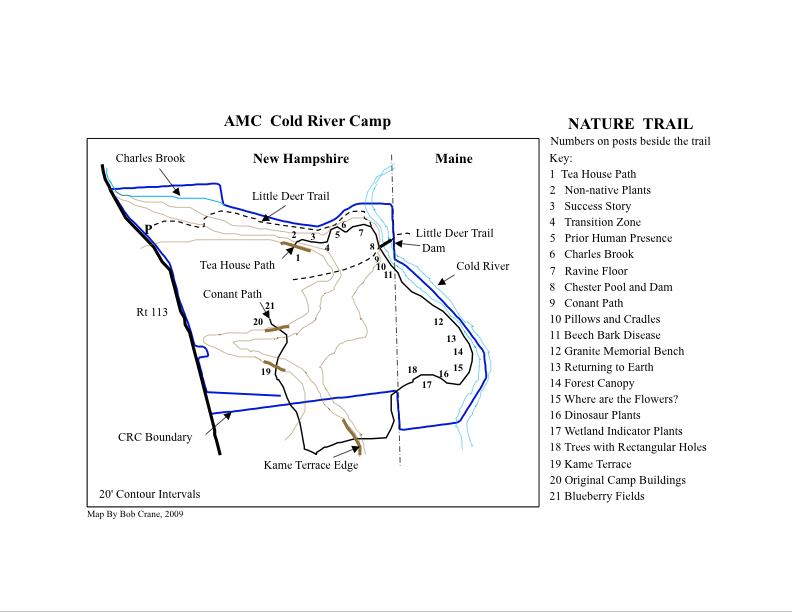 AMC Cold River Camp
NATURE TRAIL
Numbers on posts beside the trail
Key:
1 Tea House Path
2 Non-native Plants
3 Success Story
4 Transition Zone
5 Prior Human Presence
6 Charles Brook
7 Ravine Floor
8 Chester Pool and Dam
9 Conant Path
10 Pillows and Cradles
11 Beech Bark Disease
12 Granite Memorial Bench
13 Returning to Earth
14 Forest Canopy
15 Where are the Flowers?
16 Dinosaur Plants
17 Wetland Indicator Plants
18 Trees with Rectangular Holes
19 Kame Terrace
20 Original Camp Buildings
21 Blueberry Fields
Charles Brook
New Hampshire
Maine
Little Deer Trail
P
6
2
3
5
7
Little Deer Trail
4
8
Dam
1
9
Tea House Path
10
Cold River
11
Conant Path
21
Rt 113
20
12
13
14
19
18
15
16
17
CRC Boundary
Kame Terrace Edge
20' Contour Intervals
Map By Bob Crane, 2009